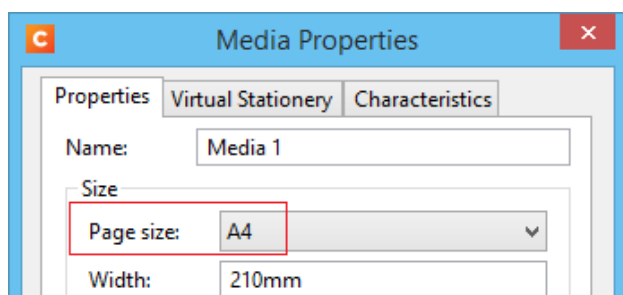 C Media Properties ×
Properties Virtual Stationery Characteristics
Name: Media 1
Size
Page size: A4
Width: 210mm